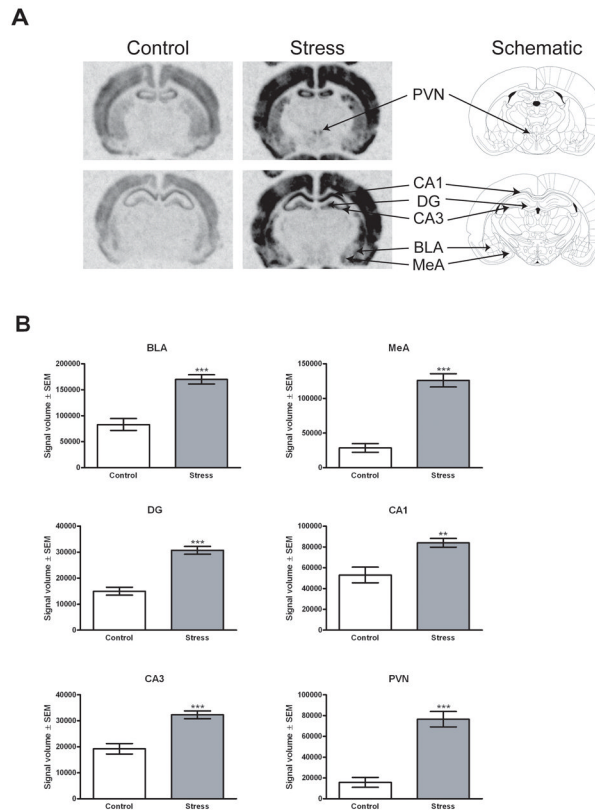 A
Control Stress Schematic
PVN
CA1
DG
CA3
BLA
MeA
B
BLA
Signal volume ± SEM
200000
150000
100000
50000
0
***
Control Stress
MeA
Signal volume ± SEM
150000
100000
50000
0
***
Control Stress
DG
Signal volume ± SEM
40000
30000
20000
10000
0
***
Control Stress
CA1
Signal volume ± SEM
100000
80000
60000
40000
20000
0
**
Control Stress
CA3
Signal volume ± SEM
40000
30000
20000
10000
0
***
Control Stress
PVN
Signal volume ± SEM
100000
80000
60000
40000
20000
0
***
Control Stress